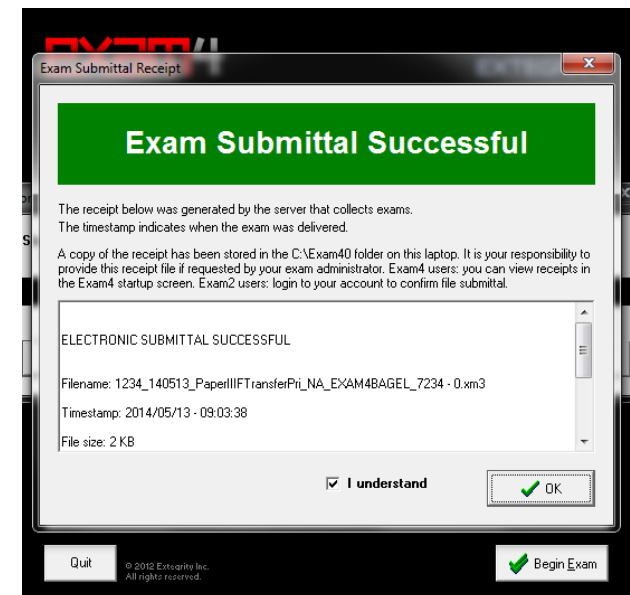 exam4
Exam Submittal Receipt
Exam Submittal Successful
The receipt below was generated by the server that collects exams.
The timestamp indicates when the exam was delivered.
A copy of the receipt has been stored in the C:\Exam40 folder on this laptop. It is your responsibility to
provide this receipt file if requested by your exam administrator. Exam4 users: you can view receipts in
the Exam4 startup screen. Exam2 users: login to your account to confirm file submittal.
ELECTRONIC SUBMITTAL SUCCESSFUL
Filename: 1234_140513_PaperIIIFTransferPri_NA_EXAM4BAGEL_7234 - 0.xm3
Timestamp: 2014/05/13 - 09:03:38
File size: 2 KB
I understand
OK
Quit
© 2012 Extegrity Inc.
All rights reserved.
Begin Exam